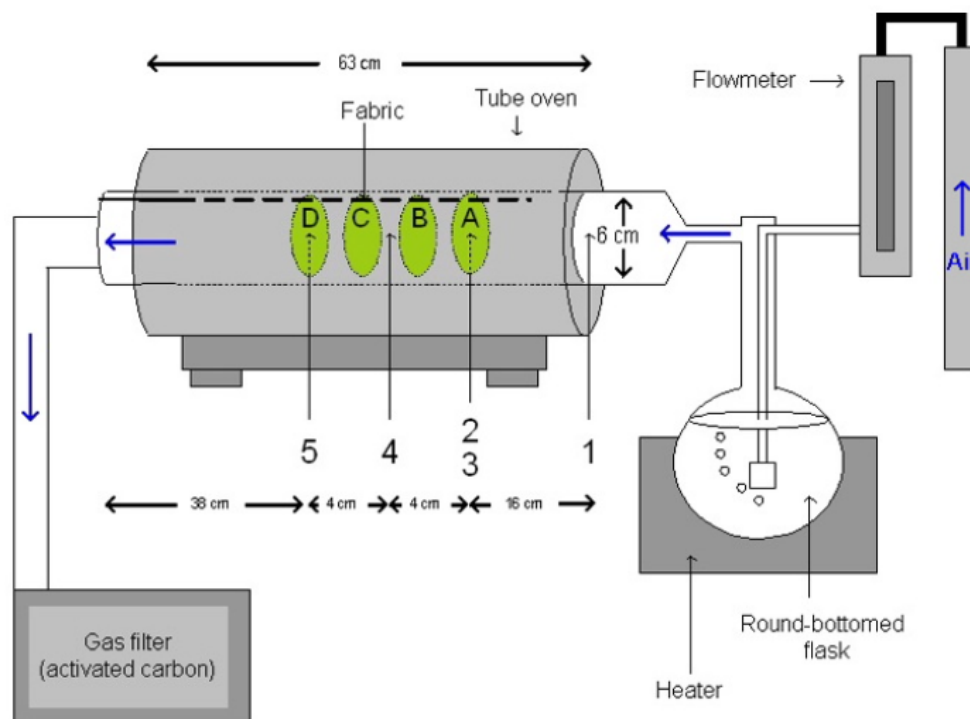 63 cm
Flowmeter
Tube oven
Fabric
D
C
B
A
6 cm
Ai
5
4
2
3
1
38 cm
4 cm
4 cm
16 cm
Gas filter
(activated carbon)
Round-bottomed
flask
Heater